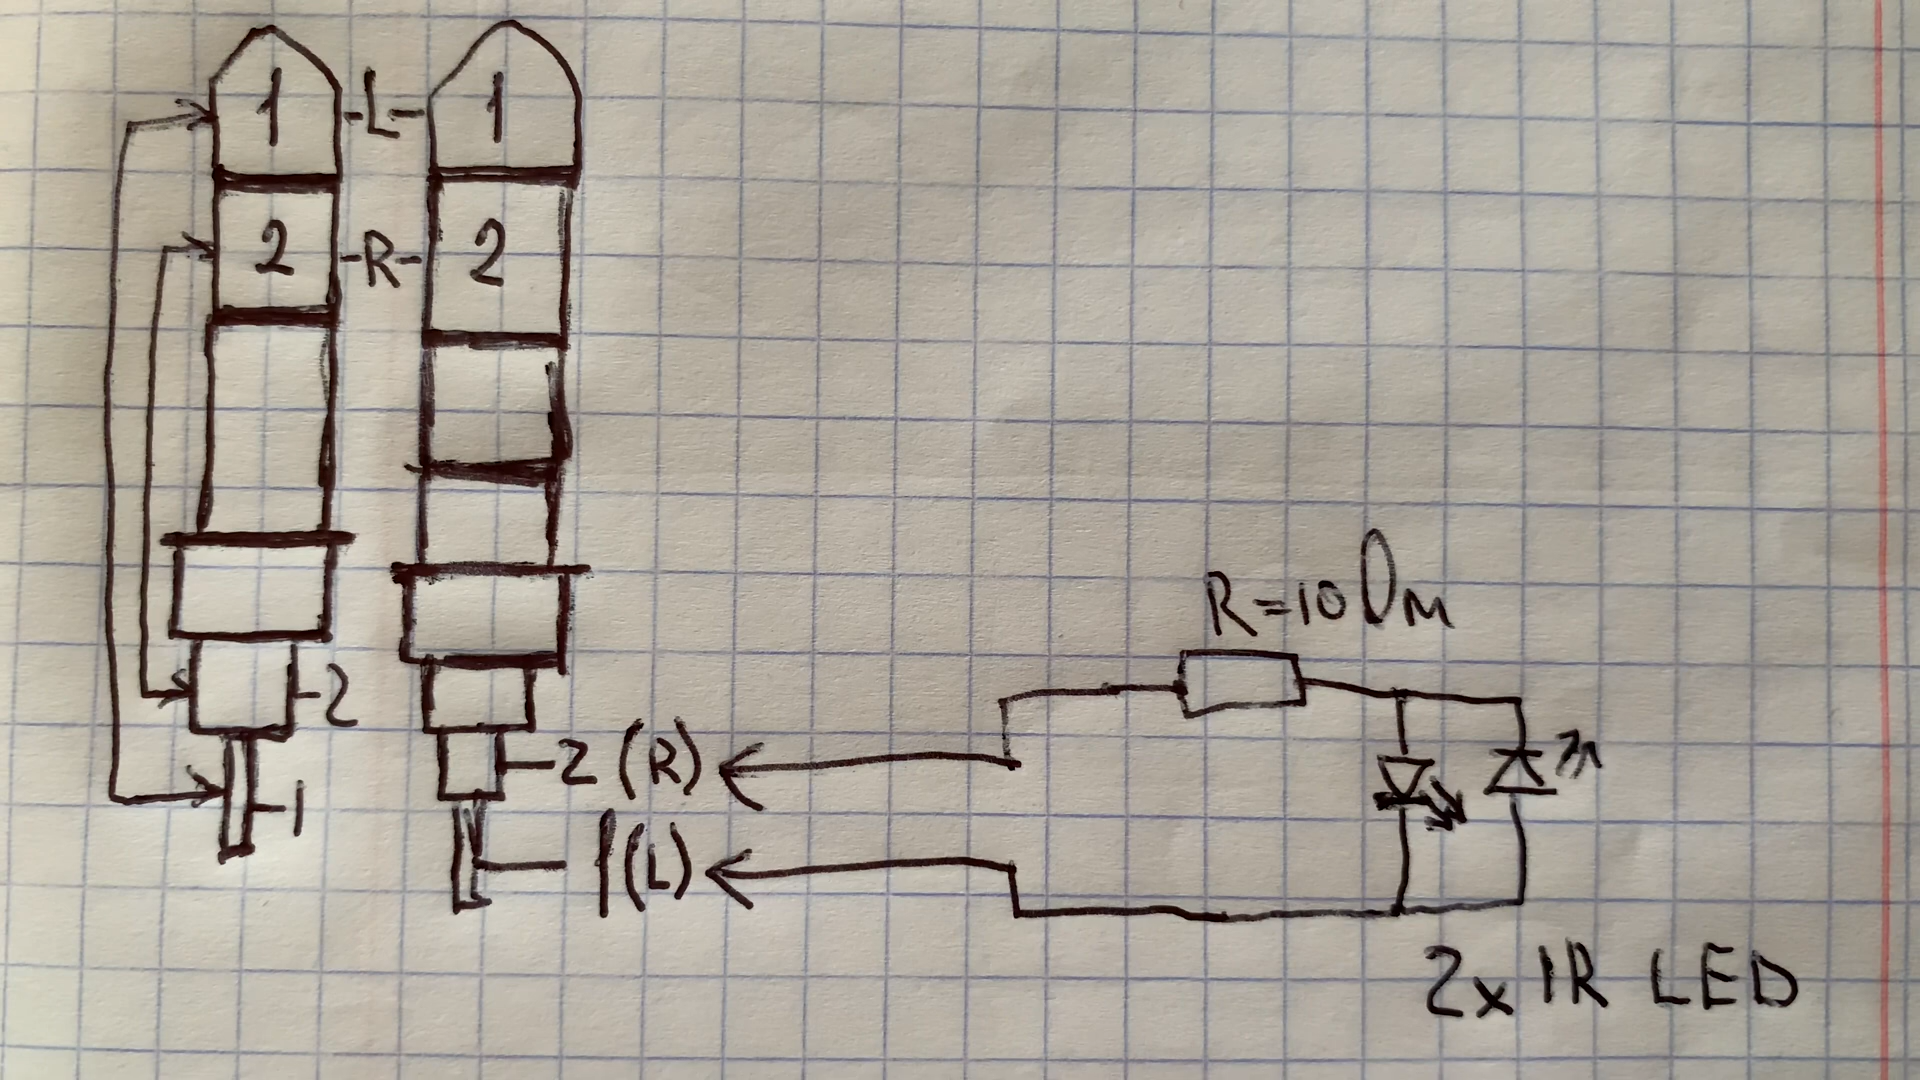 1 -L- 1
2 -R- 2
R=10 Om
2
2 (R)
1
1(L)
2x IR LED